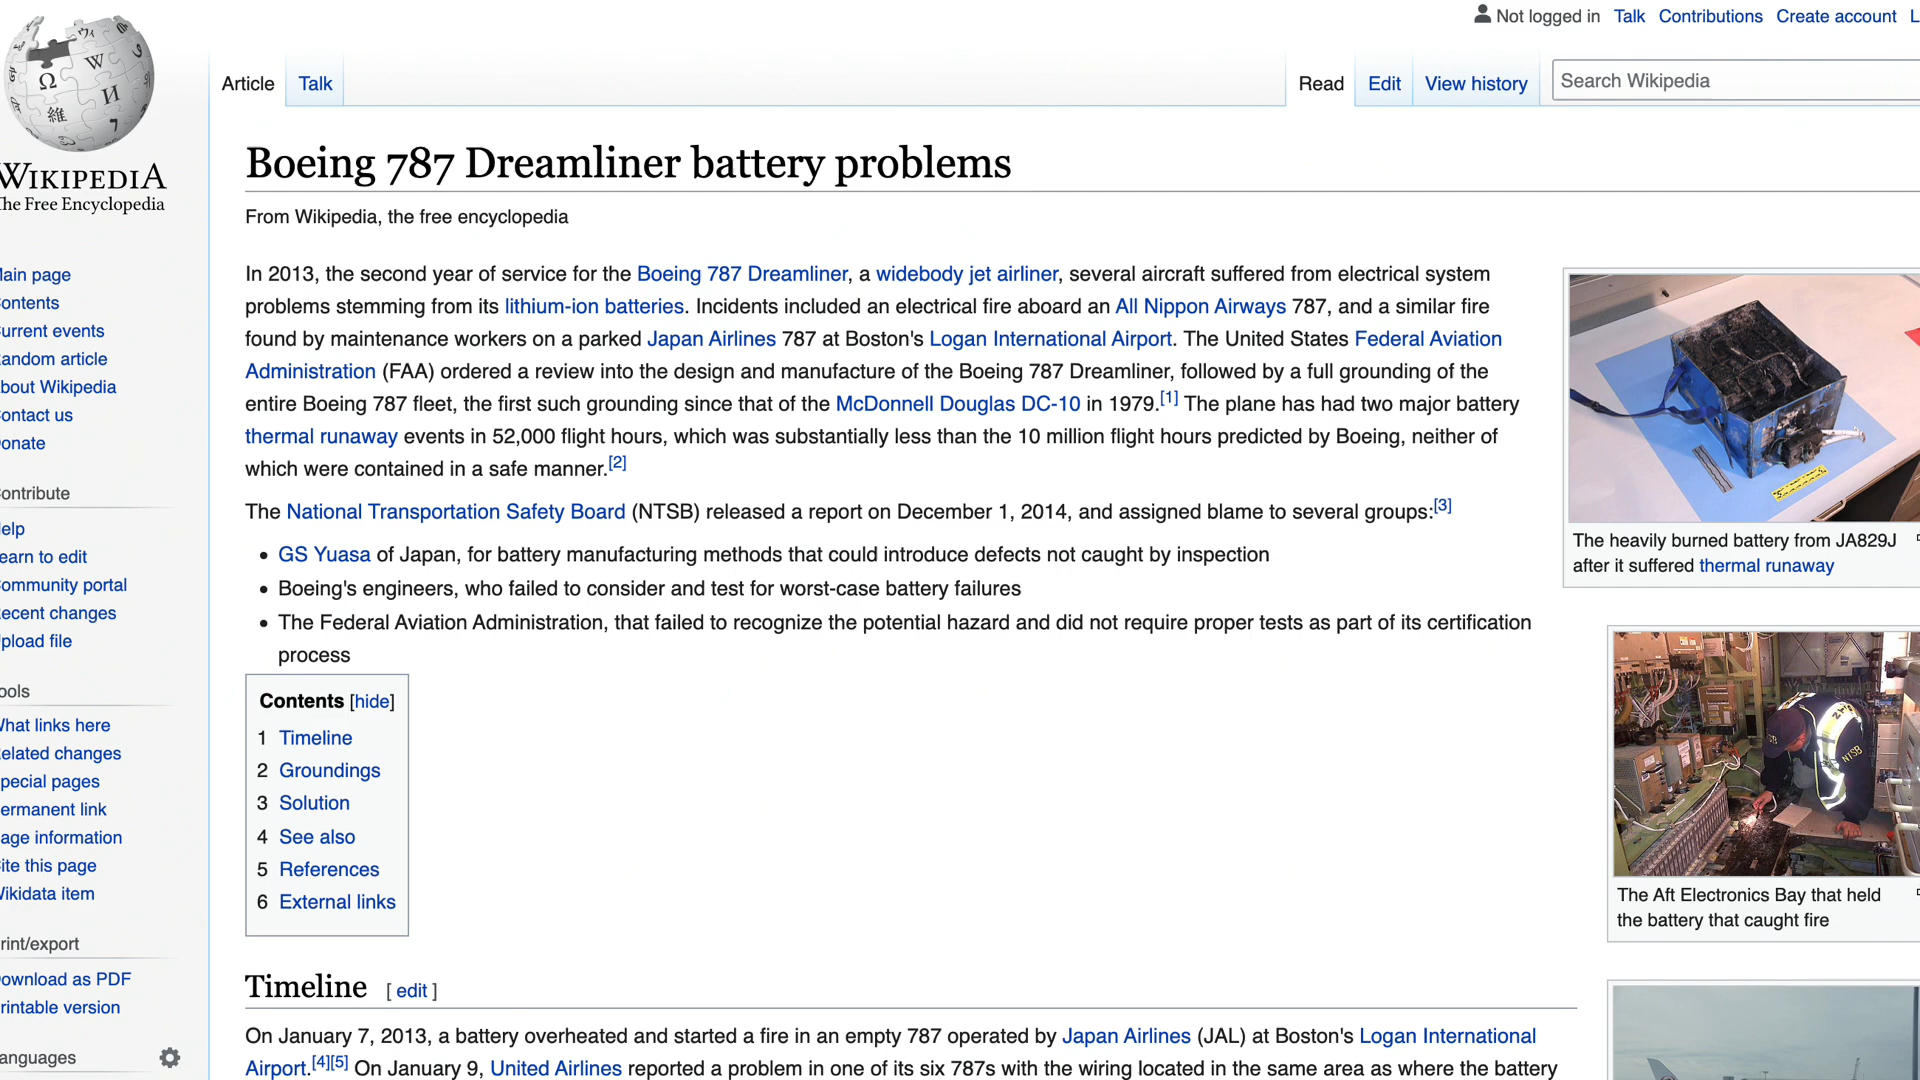 Not logged in Talk Contributions Create account L
Article Talk Read Edit View history Search Wikipedia
WIKIPEDIA
The Free Encyclopedia
ain page
ontents
urrent events
andom article
bout Wikipedia
ontact us
onate
ontribute
elp
earn to edit
ommunity portal
ecent changes
pload file
ools
hat links here
elated changes
pecial pages
ermanent link
age information
ite this page
Vikidata item
rint/export
ownload as PDF
rintable version
anguages
Boeing 787 Dreamliner battery problems
From Wikipedia, the free encyclopedia
In 2013, the second year of service for the Boeing 787 Dreamliner, a widebody jet airliner, several aircraft suffered from electrical system
problems stemming from its lithium-ion batteries. Incidents included an electrical fire aboard an All Nippon Airways 787, and a similar fire
found by maintenance workers on a parked Japan Airlines 787 at Boston's Logan International Airport. The United States Federal Aviation
Administration (FAA) ordered a review into the design and manufacture of the Boeing 787 Dreamliner, followed by a full grounding of the
entire Boeing 787 fleet, the first such grounding since that of the McDonnell Douglas DC-10 in 1979.[1] The plane has had two major battery
thermal runaway events in 52,000 flight hours, which was substantially less than the 10 million flight hours predicted by Boeing, neither of
which were contained in a safe manner.[2]
The National Transportation Safety Board (NTSB) released a report on December 1, 2014, and assigned blame to several groups:[3]
• GS Yuasa of Japan, for battery manufacturing methods that could introduce defects not caught by inspection
• Boeing's engineers, who failed to consider and test for worst-case battery failures
• The Federal Aviation Administration, that failed to recognize the potential hazard and did not require proper tests as part of its certification
process
Contents [hide]
1 Timeline
2 Groundings
3 Solution
4 See also
5 References
6 External links
Timeline [ edit ]
On January 7, 2013, a battery overheated and started a fire in an empty 787 operated by Japan Airlines (JAL) at Boston's Logan International
Airport.[4][5] On January 9, United Airlines reported a problem in one of its six 787s with the wiring located in the same area as where the battery
The heavily burned battery from JA829J
after it suffered thermal runaway
NTSB
The Aft Electronics Bay that held
the battery that caught fire